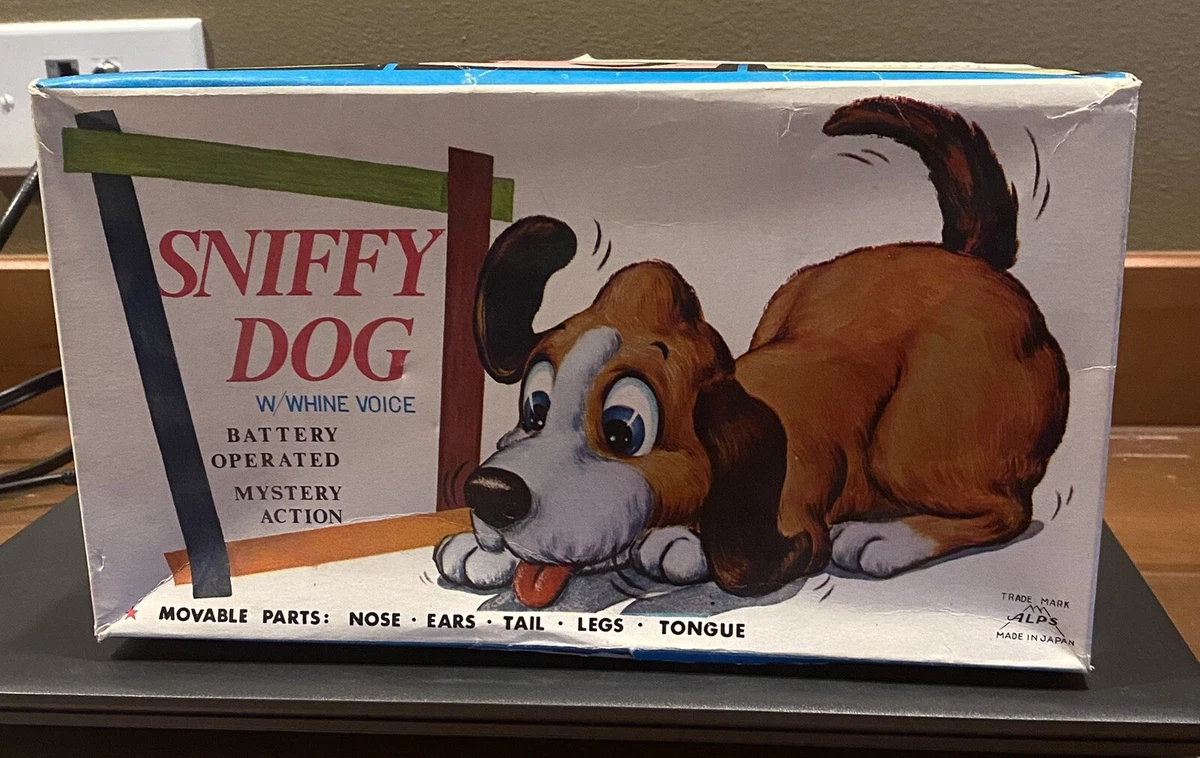 SNIFFY
DOG
W/WHINE VOICE
BATTERY
OPERATED
MYSTERY
ACTION
MOVABLE PARTS: NOSE · EARS · TAIL · LEGS · TONGUE
TRADE MARK
ALPS
MADE IN JAPAN